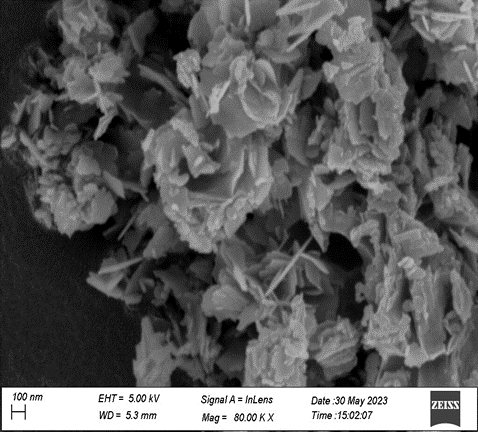 100 nm EHT = 5.00 kV Signal A = InLens Date :30 May 2023 ZEISS
WD = 5.3 mm Mag = 80.00 K X Time :15:02:07